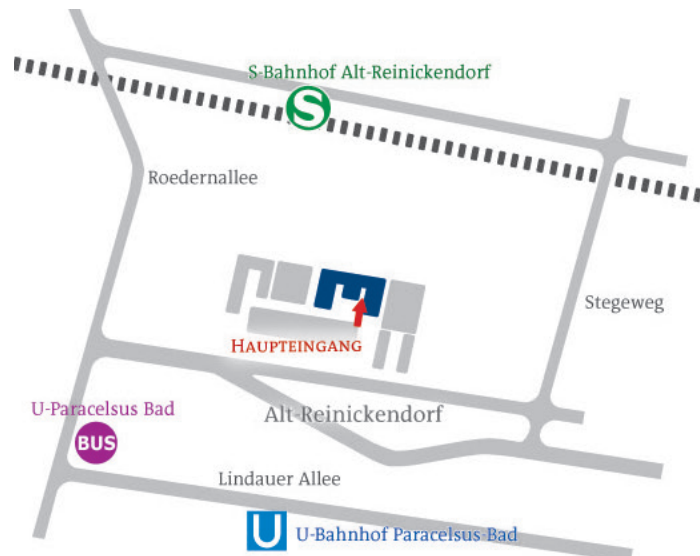 S-Bahnhof Alt-Reinickendorf
S
Roedernallee
Stegeweg
HAUPTEINGANG
U-Paracelsus Bad
BUS
Alt-Reinickendorf
Lindauer Allee
U
U-Bahnhof Paracelsus-Bad